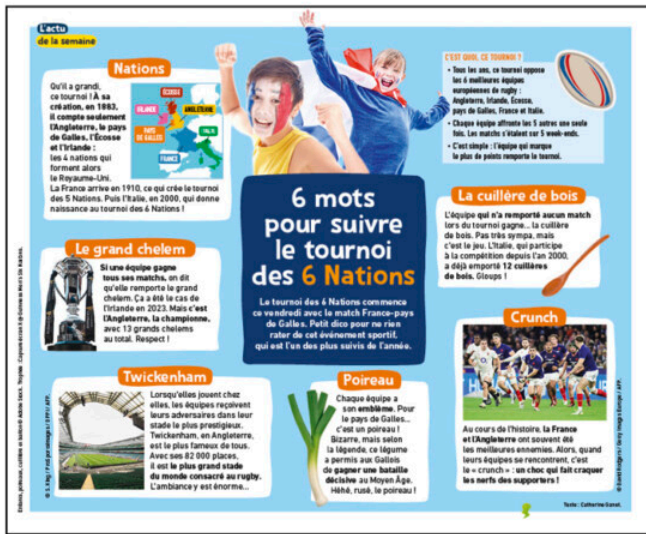 L'actu
de la semaine
Nations
Qu'il a grandi,
ce tournoi ! À sa
création, en 1883,
il compte seulement
l'Angleterre, le pays
de Galles, l'Écosse
et l'Irlande :
les 4 nations qui
forment alors
le Royaume-Uni.
La France arrive en 1910, ce qui crée le tournoi
des 5 Nations. Puis l'Italie, en 2000, qui donne
naissance au tournoi des 6 Nations !
ÉCOSSE
IRLANDE
ANGLETERRE
PAYS
DE GALLES
ITALIE
FRANCE
C'EST QUOI, CE TOURNOI ?
• Tous les ans, ce tournoi oppose
les 6 meilleures équipes
européennes de rugby :
Angleterre, Irlande, Écosse,
pays de Galles, France et Italie.
• Chaque équipe affronte les 5 autres une seule
fois. Les matchs s'étalent sur 5 week-ends.
• C'est simple : l'équipe qui marque
le plus de points remporte le tournoi.
6 mots
pour suivre
le tournoi
des 6 Nations
Le tournoi des 6 Nations commence
ce vendredi avec le match France-pays
de Galles. Petit dico pour ne rien
rater de cet événement sportif,
qui est l'un des plus suivis de l'année.
La cuillère de bois
L'équipe qui n'a remporté aucun match
lors du tournoi gagne... la cuillère
de bois. Pas très sympa, mais
c'est le jeu. L'Italie, qui participe
à la compétition depuis l'an 2000,
a déjà emporté 12 cuillères
de bois. Gloups !
Le grand chelem
Si une équipe gagne
tous ses matchs, on dit
qu'elle remporte le grand
chelem. Ça a été le cas de
l'Irlande en 2023. Mais c'est
l'Angleterre, la championne,
avec 13 grands chelems
au total. Respect !
Crunch
Au cours de l'histoire, la France
et l'Angleterre ont souvent été
les meilleures ennemies. Alors, quand
leurs équipes se rencontrent, c'est
le « crunch » : un choc qui fait craquer
les nerfs des supporters !
Twickenham
Lorsqu'elles jouent chez
elles, les équipes reçoivent
leurs adversaires dans leur
stade le plus prestigieux.
Twickenham, en Angleterre,
est le plus fameux de tous.
Avec ses 82 000 places,
il est le plus grand stade
du monde consacré au rugby.
L'ambiance y est énorme...
Poireau
Chaque équipe a
son emblème. Pour
le pays de Galles...
c'est un poireau !
Bizarre, mais selon
la légende, ce légume
a permis aux Gallois
de gagner une bataille
décisive au Moyen Âge.
Héhé, rusé, le poireau !
Texte : Catherine Ganet.